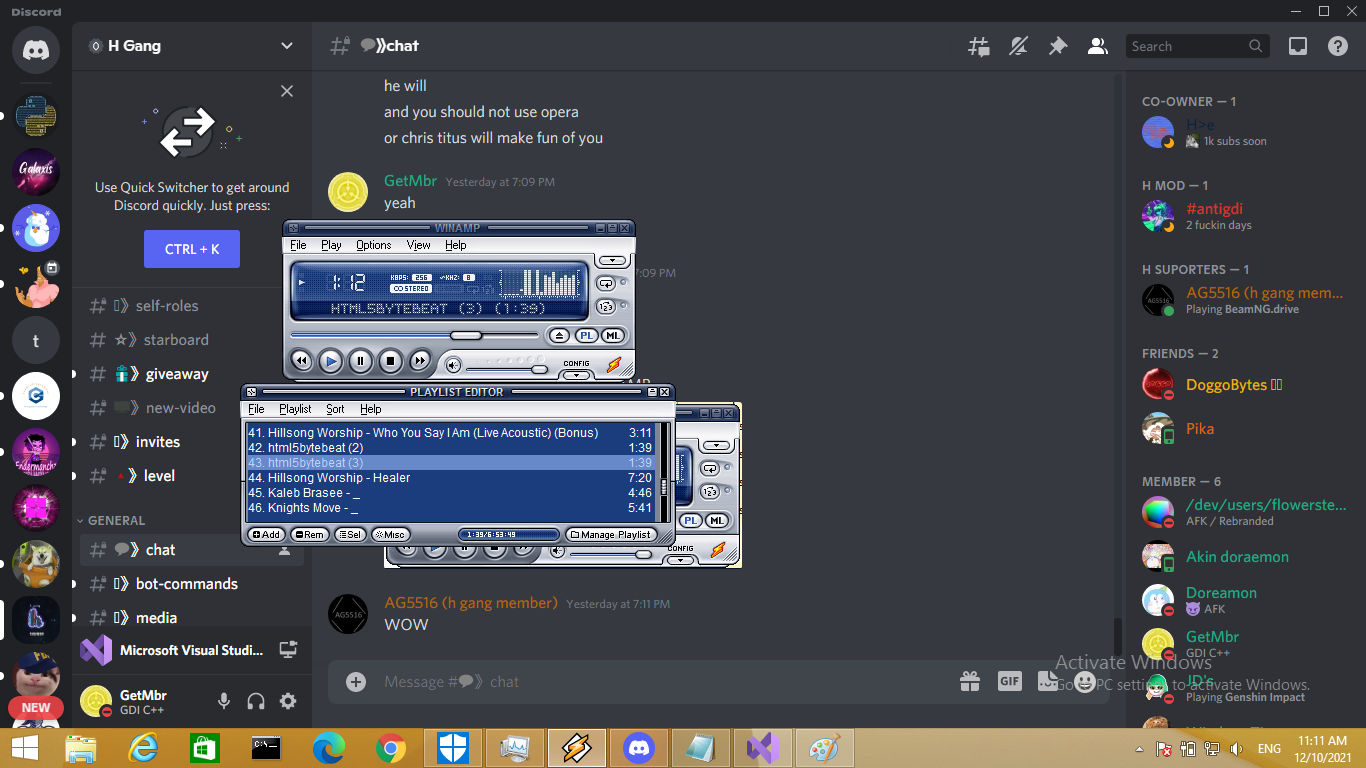 Discord
H Gang
Use Quick Switcher to get around
Discord quickly. Just press:
CTRL + K
self-roles
starboard
giveaway
new-video
invites
level
GENERAL
chat
bot-commands
media
Microsoft Visual Studi...
GetMbr
GDI C++
NEW
Galaxis
Endermanch
t
chat
Search
he will
and you should not use opera
or chris titus will make fun of you
GetMbr Yesterday at 7:09 PM
yeah
7:09 PM
WINAMP
File Play Options View Help
1:12 KBPS: 256 KHZ: 8
STEREO
HTML5BYTEBEAT (3) (1:39)
PL ML
CONFIG
PLAYLIST EDITOR
File Playlist Sort Help
41. Hillsong Worship - Who You Say I Am (Live Acoustic) (Bonus) 3:11
42. html5bytebeat (2) 1:39
43. html5bytebeat (3) 1:39
44. Hillsong Worship - Healer 7:20
45. Kaleb Brasee - _ 4:46
46. Knights Move - _ 5:41
Add Rem Sel Misc 1:39/6:53:49 Manage Playlist
123
PL ML
CONFIG
AG5516 (h gang member) Yesterday at 7:11 PM
WOW
AG5516
Message # chat
GIF
CO-OWNER — 1
H>e
1k subs soon
H MOD — 1
#antigdi
2 fuckin days
H SUPORTERS — 1
AG5516 (h gang mem...
Playing BeamNG.drive
FRIENDS — 2
DoggoBytes
Pika
MEMBER — 6
/dev/users/flowerste...
AFK / Rebranded
Akin doraemon
Doreamon
AFK
GetMbr
GDI C++
JD's
Playing Genshin Impact
Activate Windows
Go to PC settings to activate Windows.
ENG
11:11 AM
12/10/2021